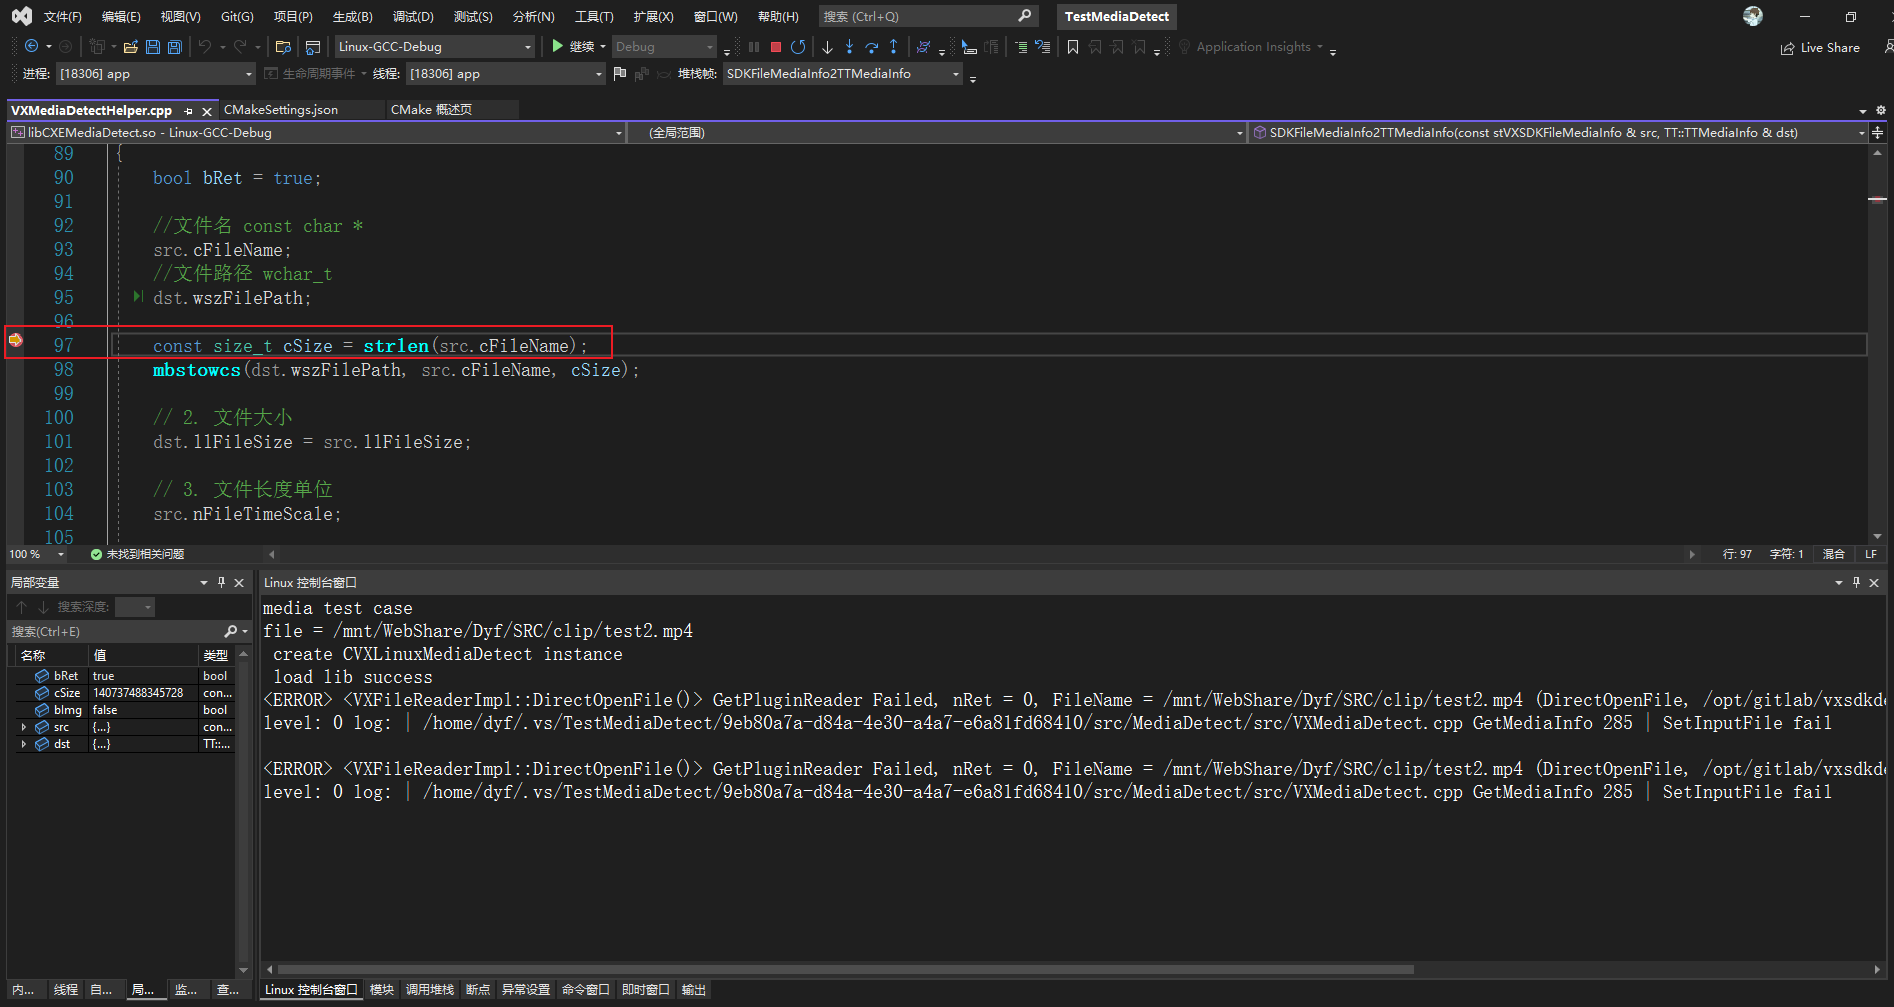 文件(F) 编辑(E) 视图(V) Git(G) 项目(P) 生成(B) 调试(D) 测试(S) 分析(N) 工具(T) 扩展(X) 窗口(W) 帮助(H) 搜索 (Ctrl+Q) TestMediaDetect
Linux-GCC-Debug 继续 Debug Application Insights Live Share
进程: [18306] app 生命周期事件 线程: [18306] app 堆栈帧: SDKFileMediaInfo2TTMediaInfo
VXMediaDetectHelper.cpp CMakeSettings.json CMake 概述页
libCXEMediaDetect.so - Linux-GCC-Debug (全局范围) SDKFileMediaInfo2TTMediaInfo(const stVXSDKFileMediaInfo & src, TT::TTMediaInfo & dst)
89 {
90 bool bRet = true;
91
92 //文件名 const char *
93 src.cFileName;
94 //文件路径 wchar_t
95 dst.wszFilePath;
96
97 const size_t cSize = strlen(src.cFileName);
98 mbstowcs(dst.wszFilePath, src.cFileName, cSize);
99
100 // 2. 文件大小
101 dst.llFileSize = src.llFileSize;
102
103 // 3. 文件长度单位
104 src.nFileTimeScale;
105
100 % 未找到相关问题 行: 97 字符: 1 混合 LF
局部变量
搜索深度:
搜索(Ctrl+E)
名称 值 类型
bRet true bool
cSize 140737488345728 con...
bImg false bool
src {...} con...
dst {...} TT::...
内... 线程 自... 局... 监... 查...
Linux 控制台窗口
media test case
file = /mnt/WebShare/Dyf/SRC/clip/test2.mp4
create CVXLinuxMediaDetect instance
load lib success
<ERROR> <VXFileReaderImpl::DirectOpenFile()> GetPluginReader Failed, nRet = 0, FileName = /mnt/WebShare/Dyf/SRC/clip/test2.mp4 (DirectOpenFile, /opt/gitlab/vxsdkde
level: 0 log: | /home/dyf/.vs/TestMediaDetect/9eb80a7a-d84a-4e30-a4a7-e6a81fd68410/src/MediaDetect/src/VXMediaDetect.cpp GetMediaInfo 285 | SetInputFile fail
<ERROR> <VXFileReaderImpl::DirectOpenFile()> GetPluginReader Failed, nRet = 0, FileName = /mnt/WebShare/Dyf/SRC/clip/test2.mp4 (DirectOpenFile, /opt/gitlab/vxsdkde
level: 0 log: | /home/dyf/.vs/TestMediaDetect/9eb80a7a-d84a-4e30-a4a7-e6a81fd68410/src/MediaDetect/src/VXMediaDetect.cpp GetMediaInfo 285 | SetInputFile fail
Linux 控制台窗口 模块 调用堆栈 断点 异常设置 命令窗口 即时窗口 输出